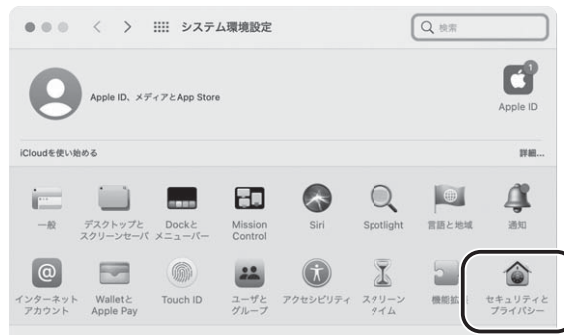 システム環境設定
検索
Apple ID、メディアとApp Store
1
Apple ID
iCloudを使い始める
詳細...
一般
デスクトップと
スクリーンセーバ
Dockと
メニューバー
Mission
Control
Siri
Spotlight
言語と地域
通知
インターネット
アカウント
Walletと
Apple Pay
Touch ID
ユーザと
グループ
アクセシビリティ
スクリーン
タイム
機能拡張
セキュリティと
プライバシー